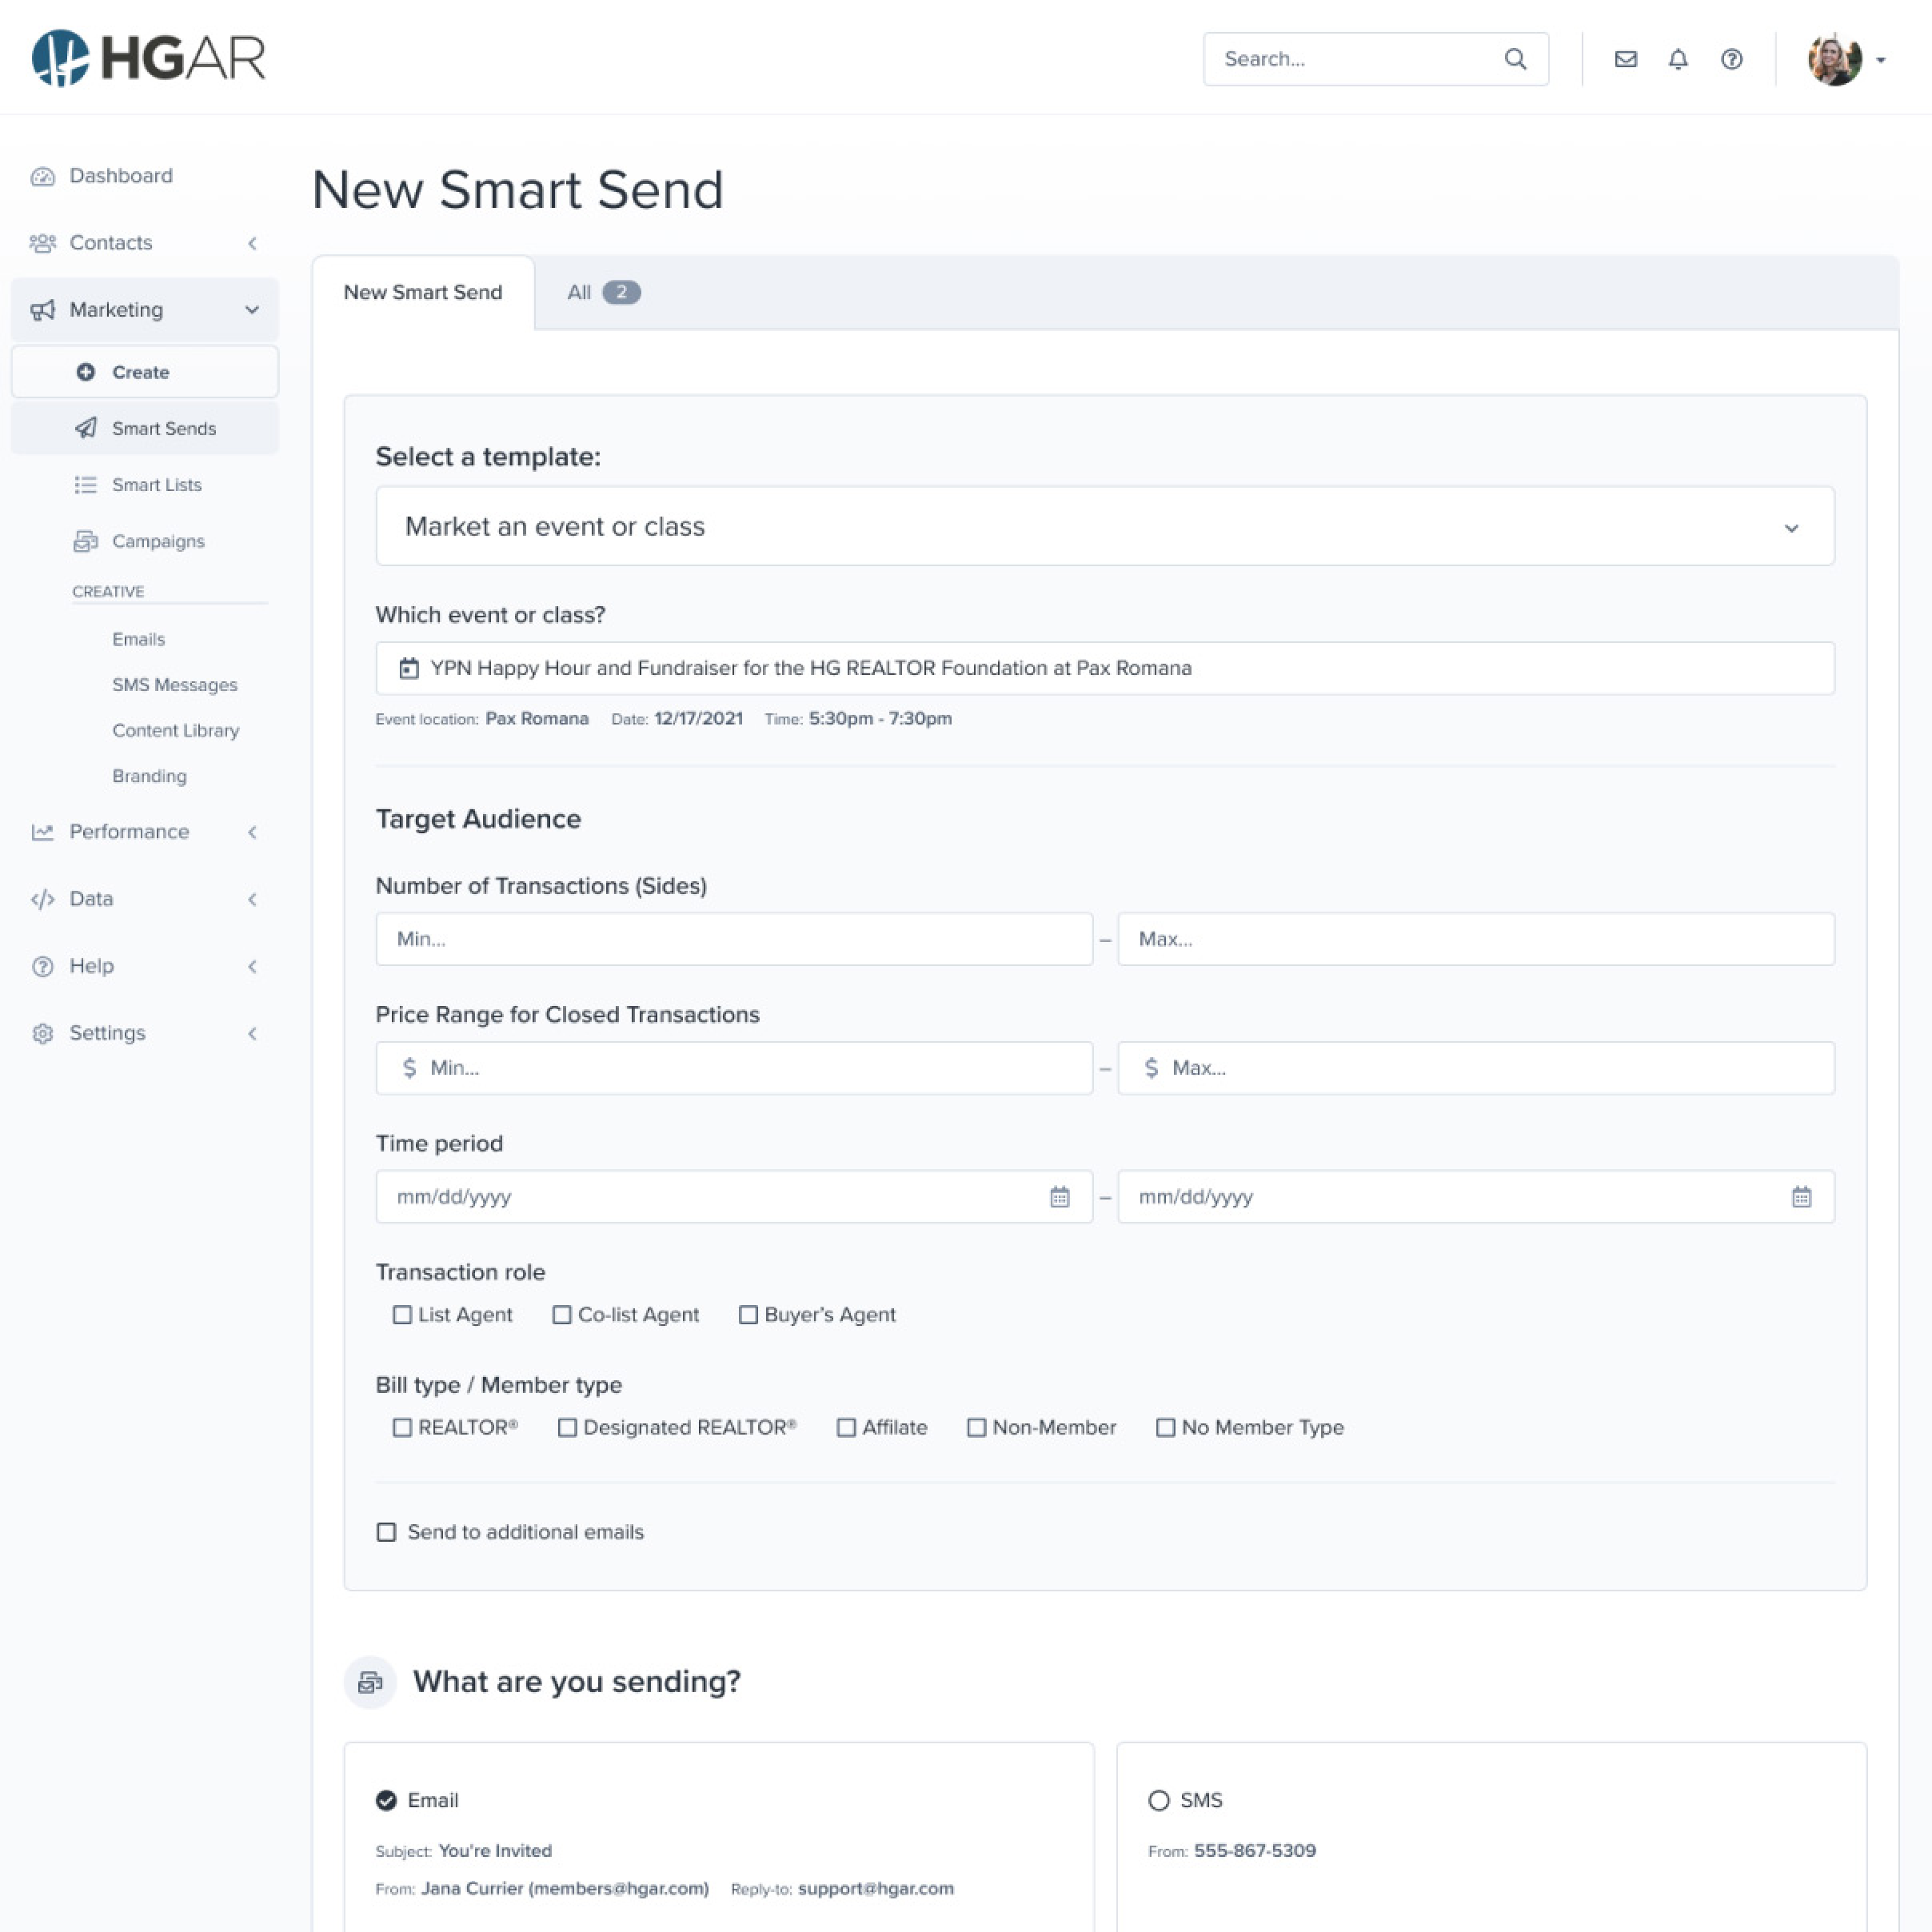 HGAR
Search...
Dashboard
Contacts
Marketing
Create
Smart Sends
Smart Lists
Campaigns
CREATIVE
Emails
SMS Messages
Content Library
Branding
Performance
Data
Help
Settings
New Smart Send
New Smart Send All 2
Select a template:
Market an event or class
Which event or class?
YPN Happy Hour and Fundraiser for the HG REALTOR Foundation at Pax Romana
Event location: Pax Romana Date: 12/17/2021 Time: 5:30pm - 7:30pm
Target Audience
Number of Transactions (Sides)
Min... – Max...
Price Range for Closed Transactions
$ Min... – $ Max...
Time period
mm/dd/yyyy – mm/dd/yyyy
Transaction role
List Agent Co-list Agent Buyer’s Agent
Bill type / Member type
REALTOR® Designated REALTOR® Affilate Non-Member No Member Type
Send to additional emails
What are you sending?
Email
Subject: You're Invited
From: Jana Currier (members@hgar.com) Reply-to: support@hgar.com
SMS
From: 555-867-5309